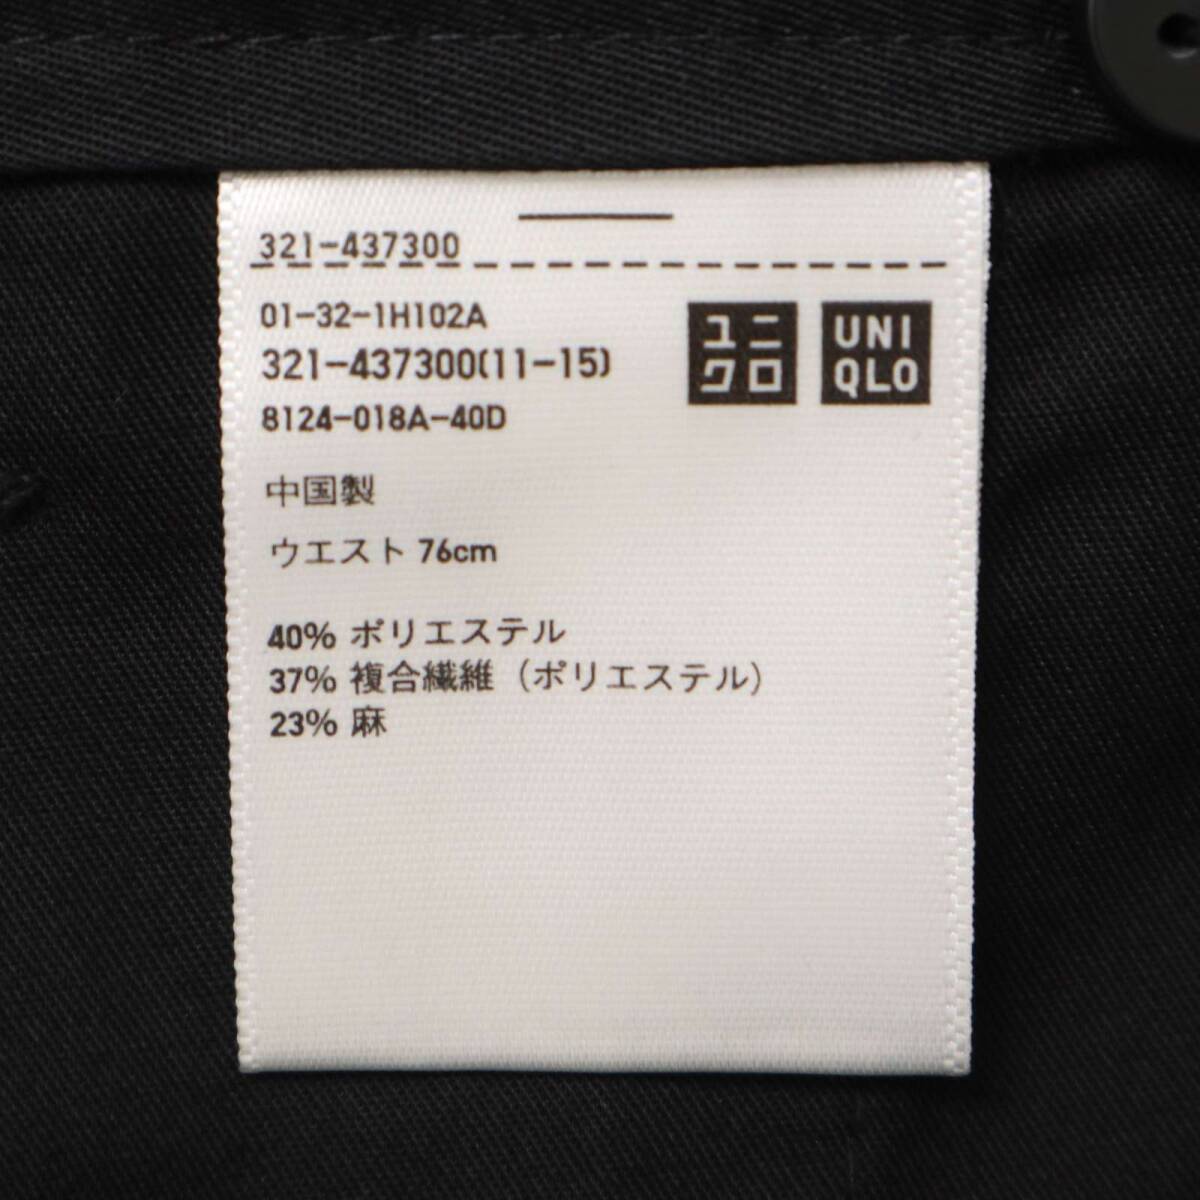 321-437300
01-32-1H102A
321-437300(11-15)
8124-018A-40D
ユニ
クロ
UNI
QLO
中国製
ウエスト 76cm
40% ポリエステル
37% 複合繊維（ポリエステル）
23% 麻